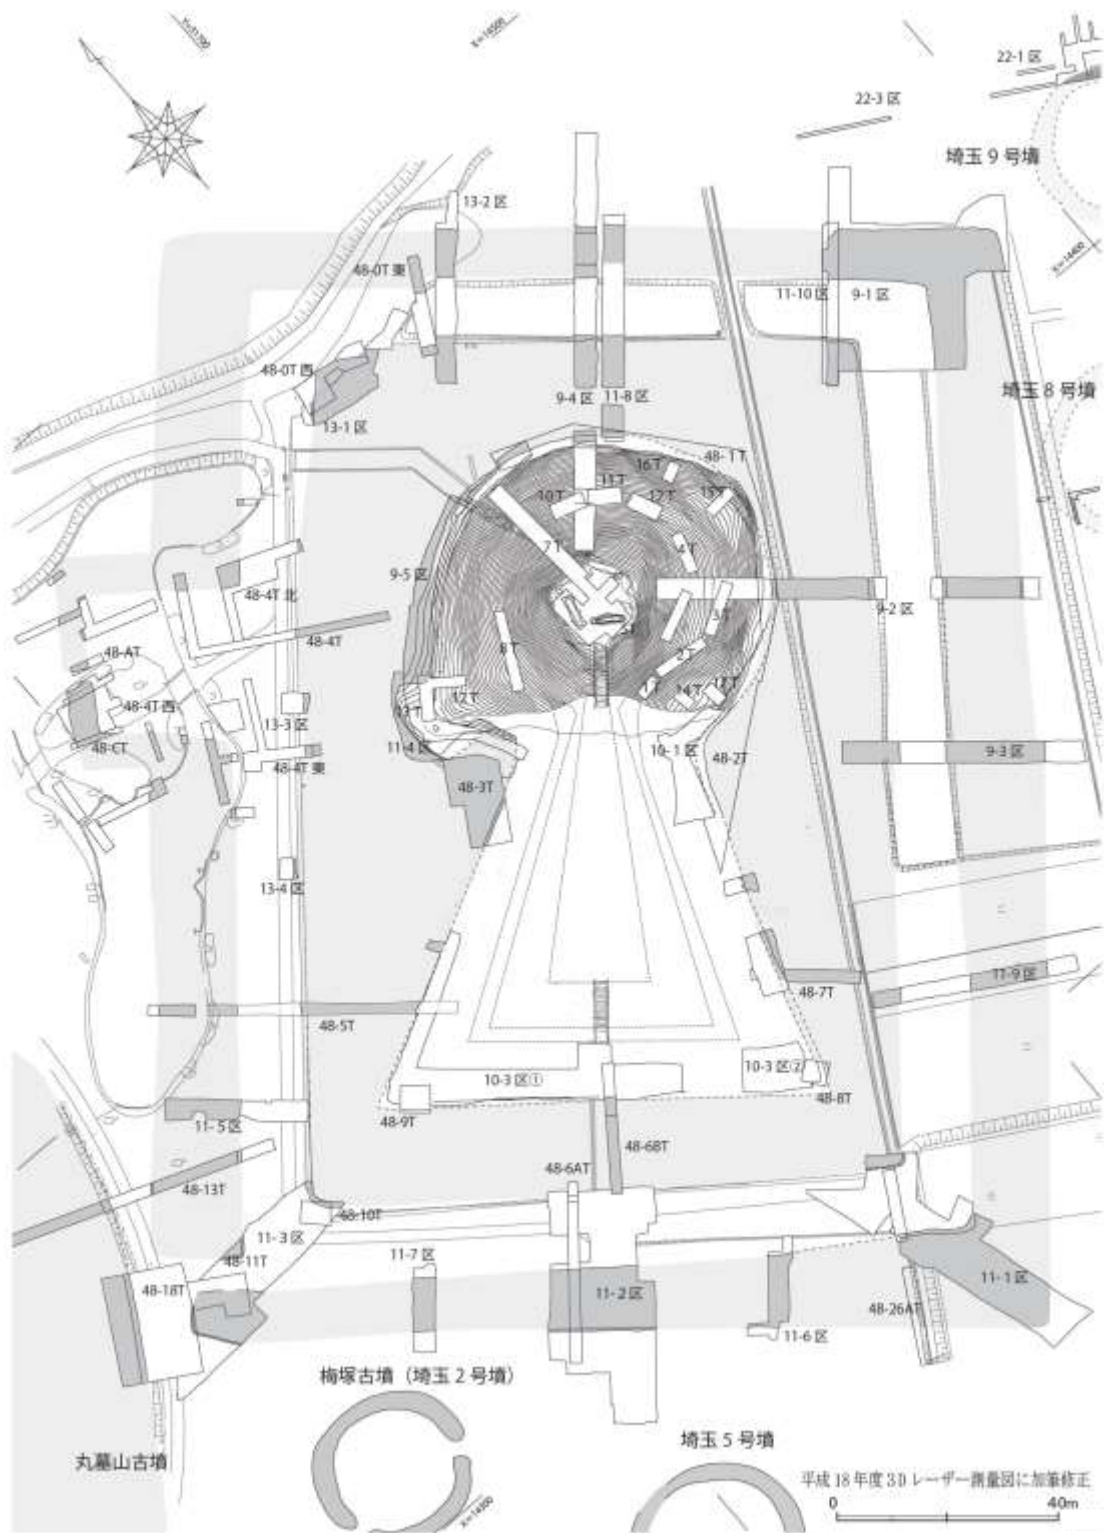 Y=11700
X=-14500
22-1 区
22-3 区
埼玉 9 号墳
13-2 区
X=-14400
48-0T 東
11-10 区
9-1 区
48-0T 西
埼玉 8 号墳
9-4 区
11-8 区
13-1 区
48-1T
16T
11T
10T
12T
15T
7T
4T
9-5 区
48-4T 北
9-2 区
3T
48-4T
8T
2T
48-AT
1T
14T
48-4T 西
13-3 区
11-4 区
10-1 区
48-2T
48-CT
9-3 区
48-4T 東
48-3T
13-4 区
11-9 区
48-7T
48-5T
10-3 区①
10-3 区②
48-8T
48-9T
11-5 区
48-6BT
48-6AT
48-13T
48-10T
11-3 区
11-7 区
48-11T
11-1 区
48-18T
11-2 区
48-26AT
11-6 区
梅塚古墳（埼玉 2 号墳）
埼玉 5 号墳
丸墓山古墳
平成 18 年度 3D レーザー測量図に加筆修正
0
40m
X=-14300